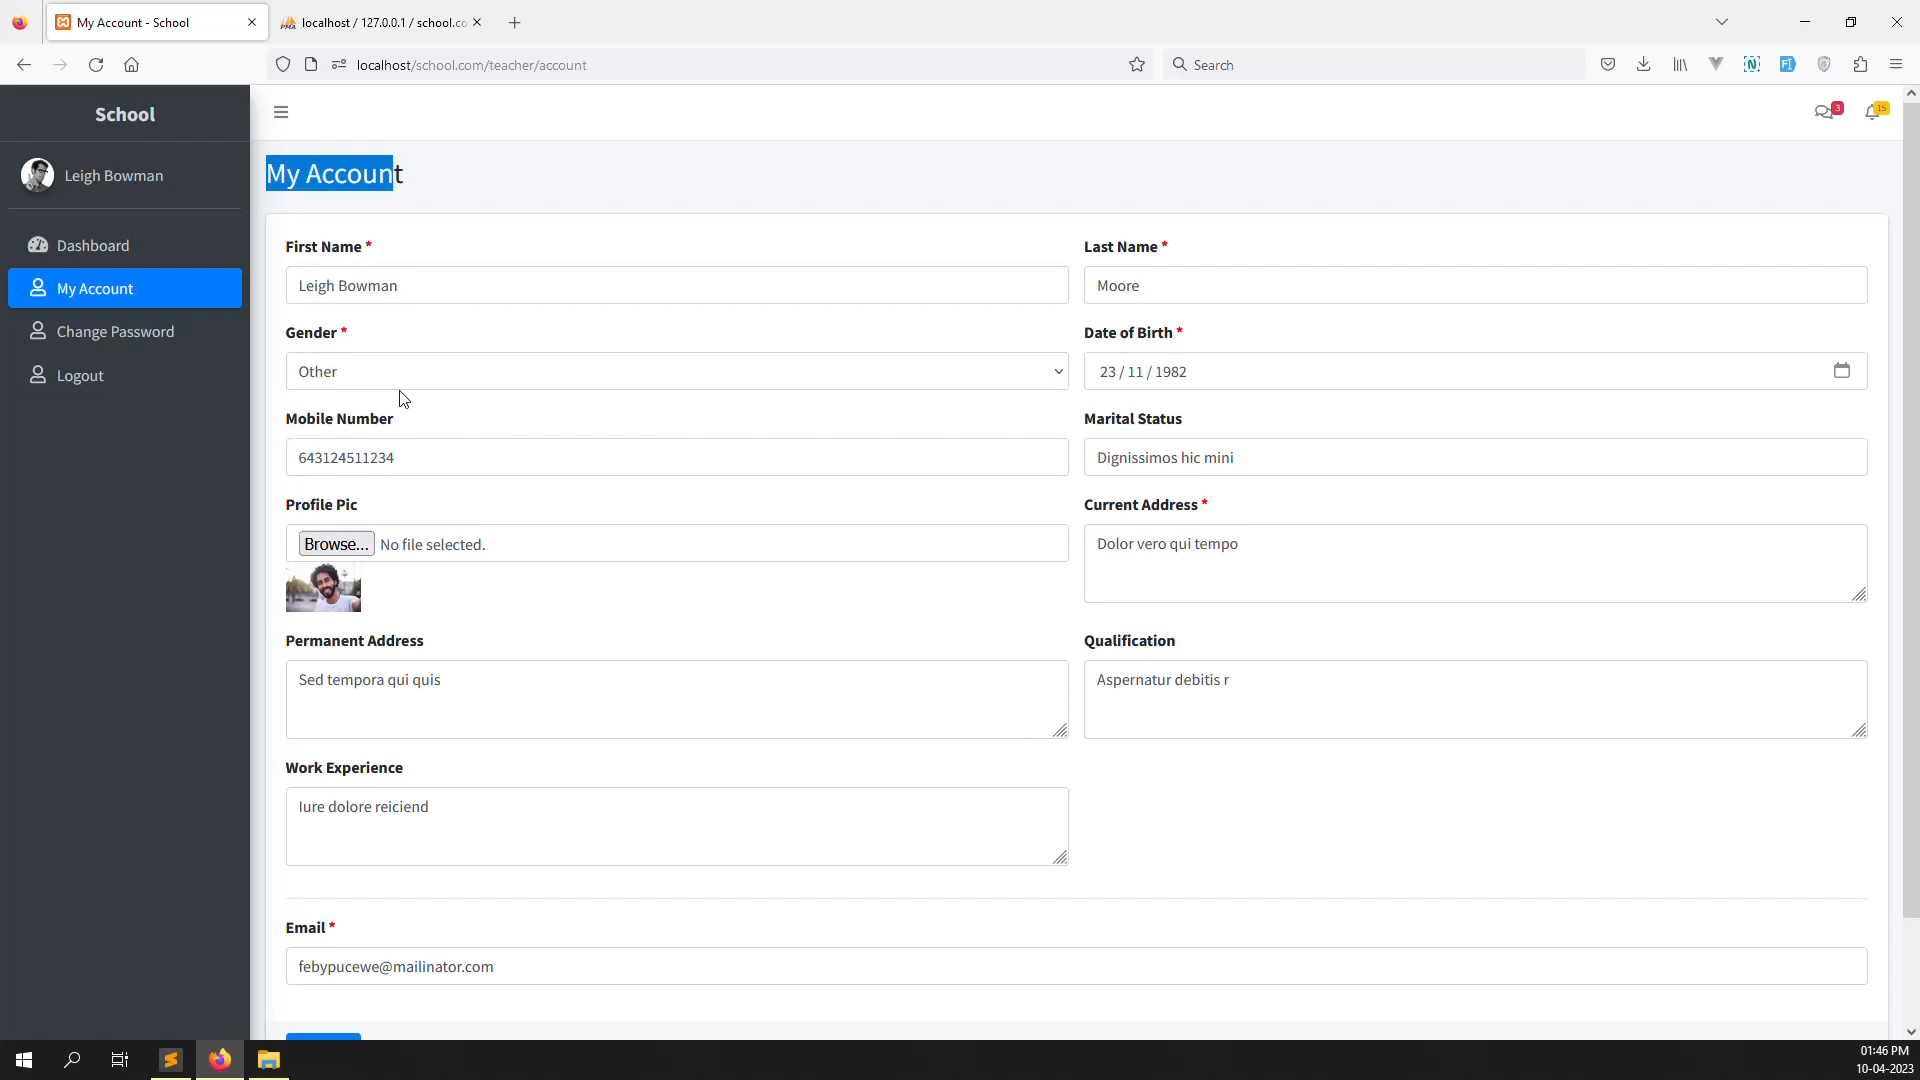 My Account - School
localhost / 127.0.0.1 / school.co
localhost/school.com/teacher/account
Search
School
3
15
Leigh Bowman
My Account
Dashboard
My Account
Change Password
Logout
First Name *
Last Name *
Leigh Bowman
Moore
Gender *
Date of Birth *
Other
23 / 11 / 1982
Mobile Number
Marital Status
643124511234
Dignissimos hic mini
Profile Pic
Current Address *
Browse... No file selected.
Dolor vero qui tempo
Permanent Address
Qualification
Sed tempora qui quis
Aspernatur debitis r
Work Experience
Iure dolore reiciend
Email *
febypucewe@mailinator.com
01:46 PM
10-04-2023